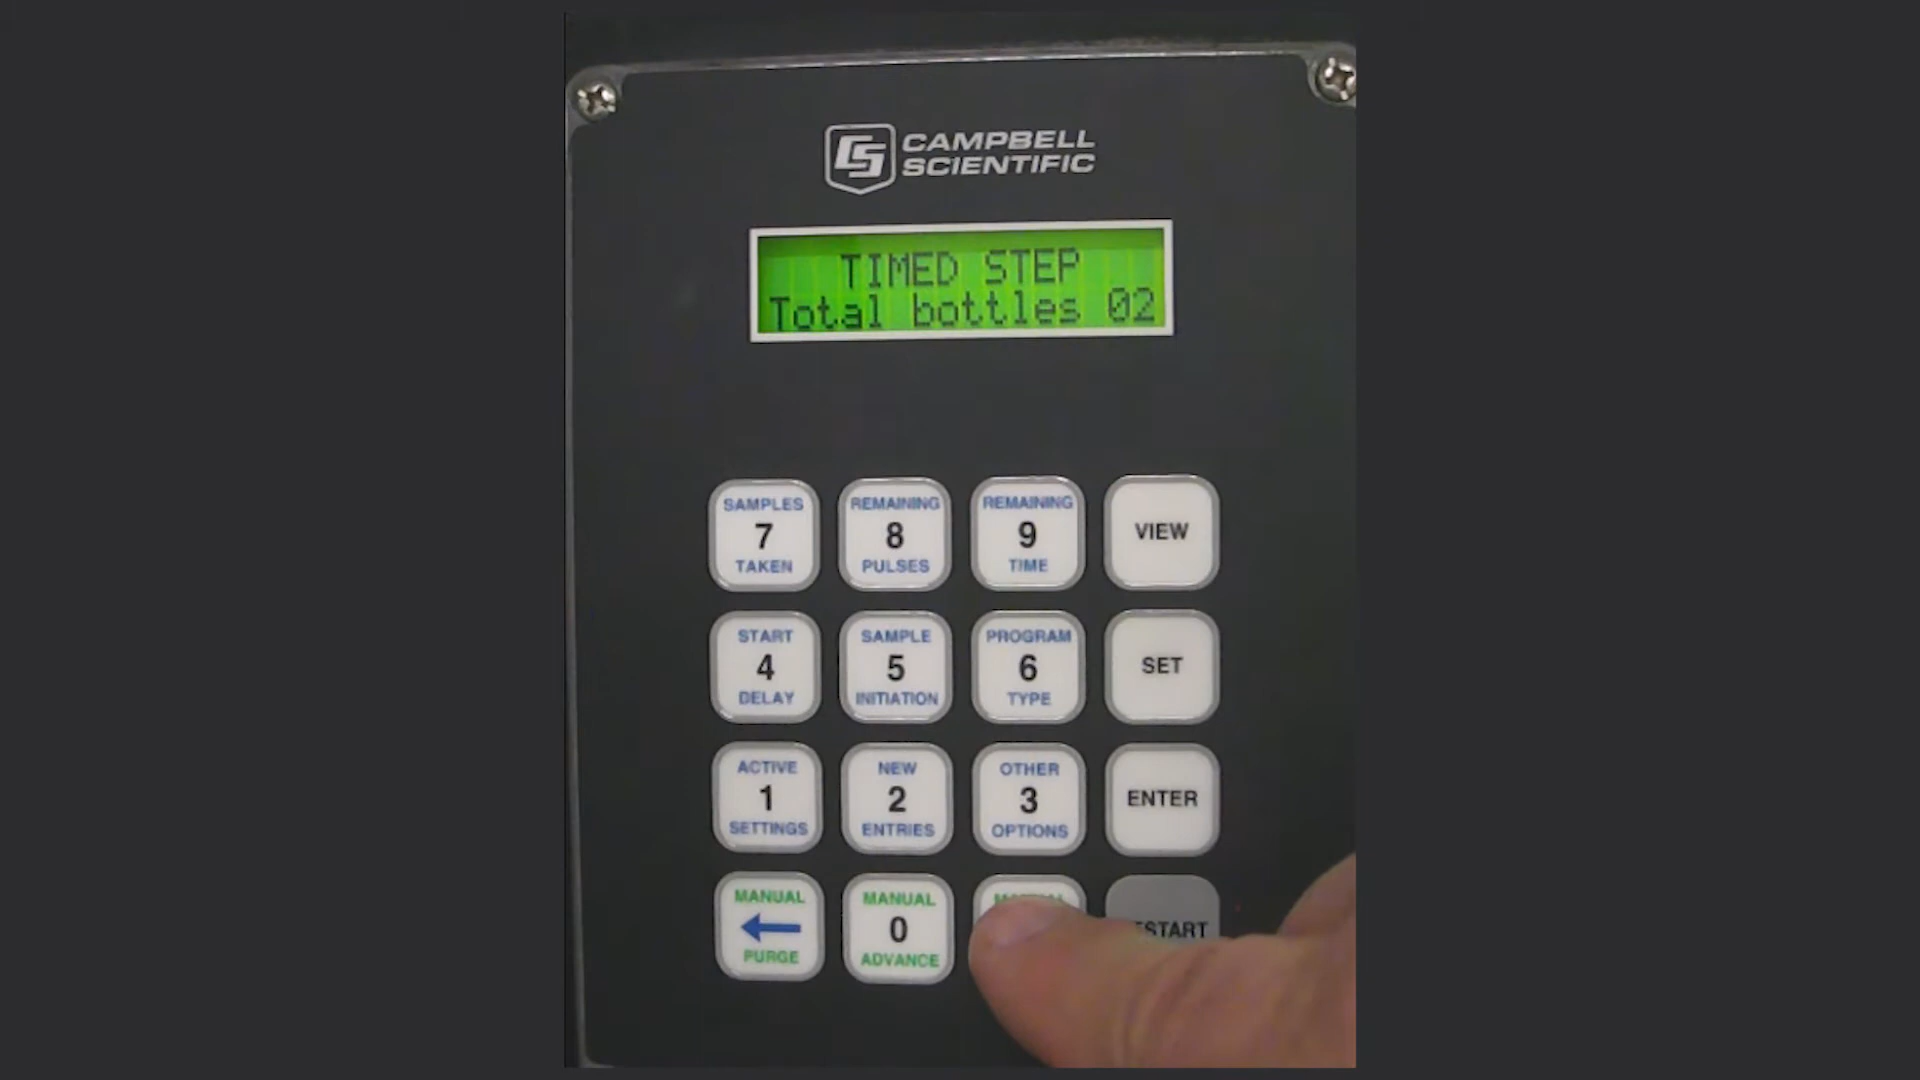 CAMPBELL
SCIENTIFIC
TIMED STEP
Total bottles 02
SAMPLES
7
TAKEN
REMAINING
8
PULSES
REMAINING
9
TIME
VIEW
START
4
DELAY
SAMPLE
5
INITIATION
PROGRAM
6
TYPE
SET
ACTIVE
1
SETTINGS
NEW
2
ENTRIES
OTHER
3
OPTIONS
ENTER
MANUAL
PURGE
MANUAL
0
ADVANCE